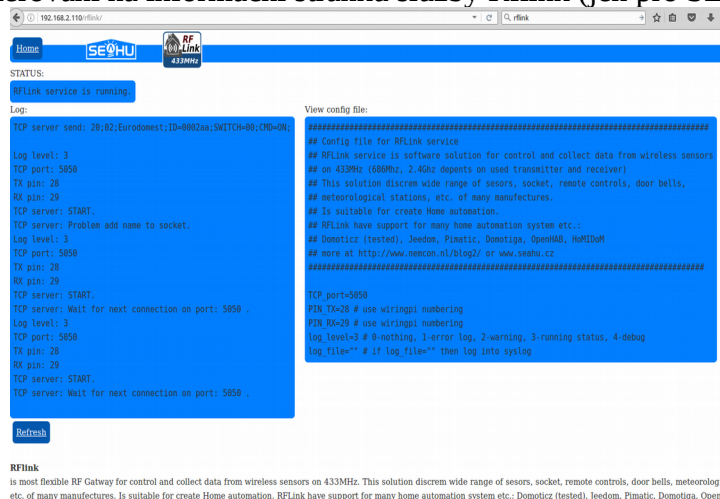 192.168.2.110/rflink/
rflink
Home
SEAHU
RF
Link
433MHz
STATUS:
RFlink service is running.
Log:
TCP server send: 20;02;Eurodomest;ID=0002aa;SWITCH=00;CMD=ON;
Log level: 3
TCP port: 5050
TX pin: 28
RX pin: 29
TCP server: START.
TCP server: Problem add name to socket.
Log level: 3
TCP port: 5050
TX pin: 28
RX pin: 29
TCP server: START.
TCP server: Wait for next connection on port: 5050 .
Log level: 3
TCP port: 5050
TX pin: 28
RX pin: 29
TCP server: START.
TCP server: Wait for next connection on port: 5050 .
Refresh
View config file:
################################################################################
## Config file for RFLink service
## RFLink service is software solution for control and collect data from wireless sensors
## on 433MHz (686Mhz, 2.4Ghz depents on used transmitter and receiver)
## This solution discrem wide range of sesors, socket, remote controls, door bells,
## meteorological stations, etc. of many manufectures.
## Is suitable for create Home automation.
## RFLink have support for many home automation system etc.:
## Domoticz (tested), Jeedom, Pimatic, Domotiga, OpenHAB, HoMIDoM
## more at http://www.nemcon.nl/blog2/ or www.seahu.cz
################################################################################
TCP_port=5050
PIN_TX=28 # use wiringpi numbering
PIN_RX=29 # use wiringpi numbering
log_level=3 # 0-nothing, 1-error log, 2-warning, 3-running status, 4-debug
log_file="" # if log_file="" then log into syslog
RFlink
is most flexible RF Gatway for control and collect data from wireless sensors on 433MHz. This solution discrem wide range of sesors, socket, remote controls, door bells, meteorolog
etc. of many manufectures. Is suitable for create Home automation. RFLink have support for many home automation system etc.: Domoticz (tested), Jeedom, Pimatic, Domotiga, Open